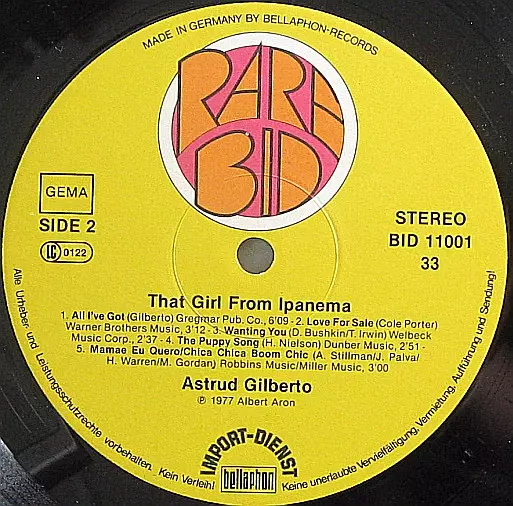 MADE IN GERMANY BY BELLAPHON-RECORDS
RARE
BID
GEMA
SIDE 2
LC 0122
STEREO
BID 11001
33
That Girl From Ipanema
1. All I've Got (Gilberto) Gregmar Pub. Co., 6'09 - 2. Love For Sale (Cole Porter)
Warner Brothers Music, 3'12 - 3. Wanting You (D. Bushkin/T. Irwin) Welbeck
Music Corp., 2'37 - 4. The Puppy Song (H. Nielson) Dunber Music, 2'51 -
5. Mamae Eu Quero/Chica Chica Boom Chic (A. Stillman/J. Palva/
H. Warren/M. Gordan) Robbins Music/Miller Music, 3'00
Astrud Gilberto
℗ 1977 Albert Aron
Alle Urheber- und Leistungsschutzrechte vorbehalten. Kein Verleih! Keine unerlaubte Vervielfältigung, Vermietung, Aufführung und Sendung!
IMPORT-DIENST
bellaphon